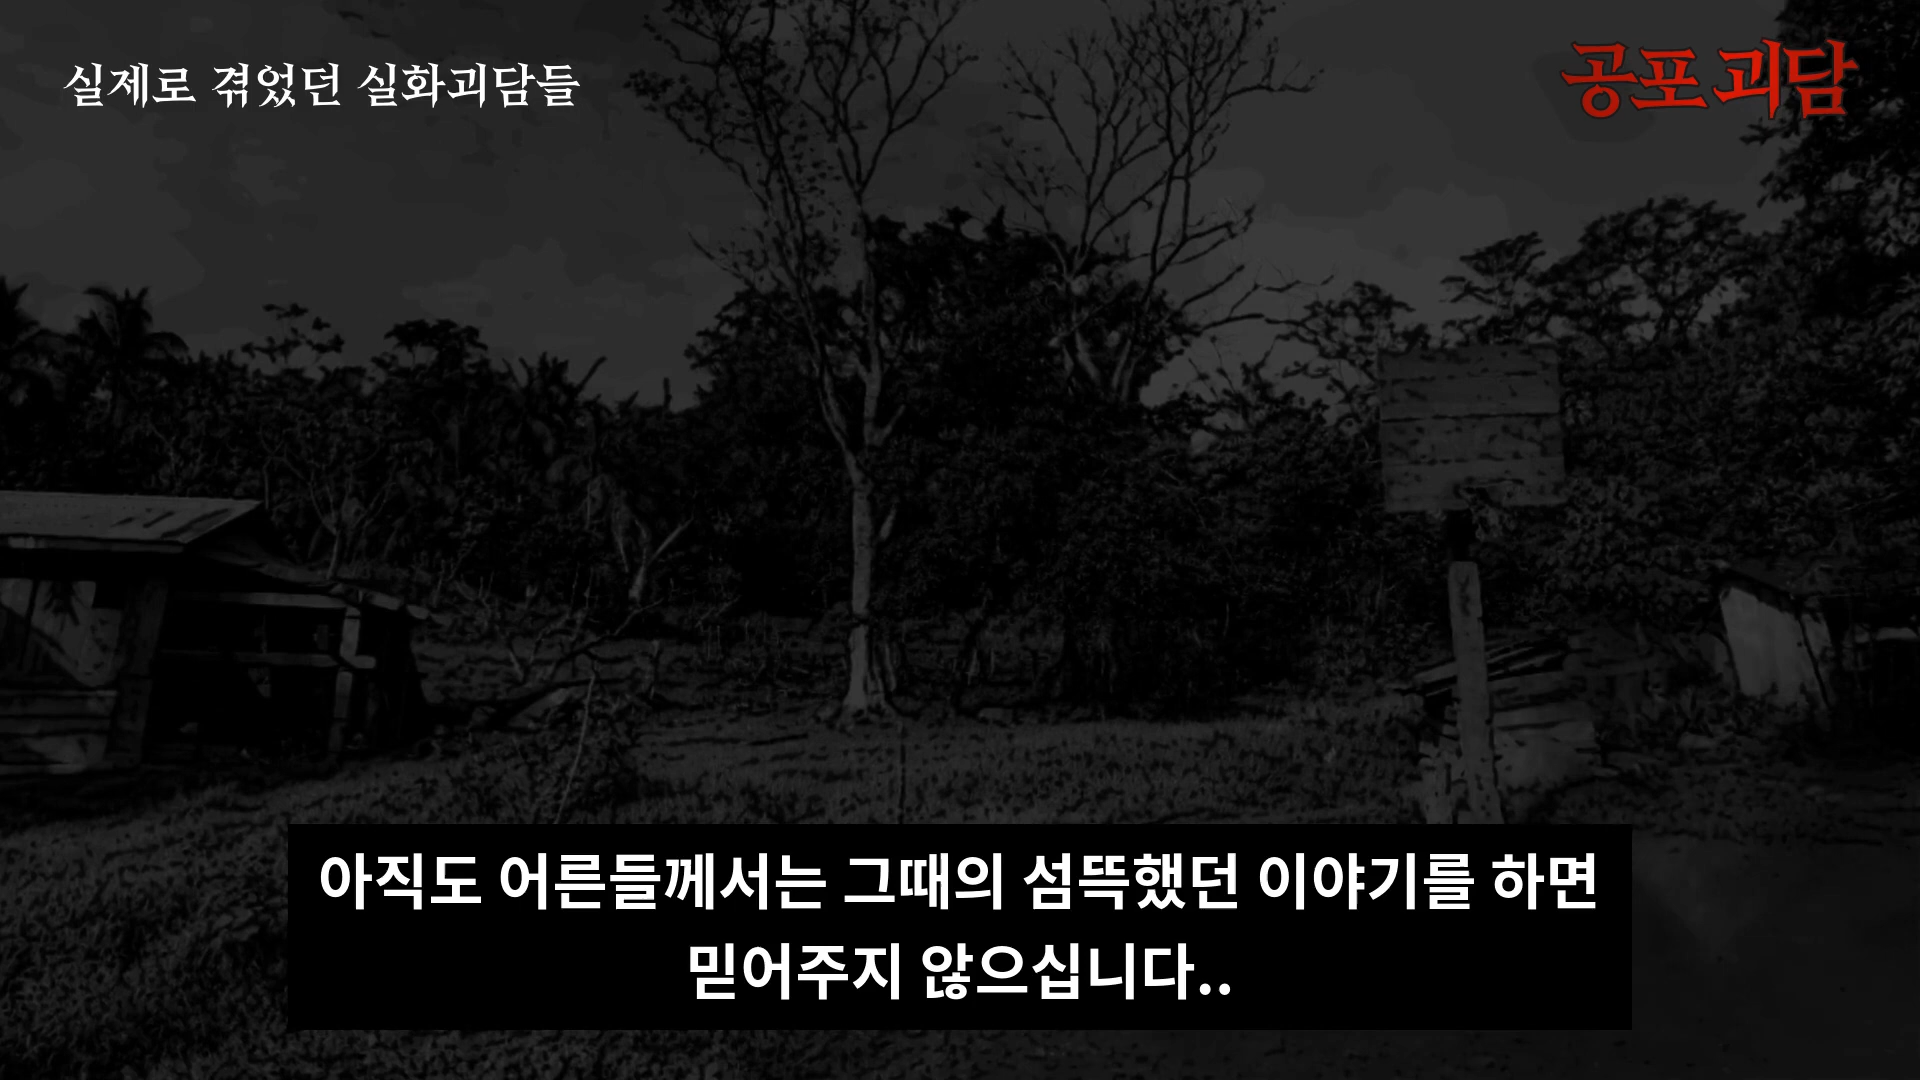 실제로 겪었던 실화괴담들
공포 괴담
아직도 어른들께서는 그때의 섬뜩했던 이야기를 하면
믿어주지 않으십니다..